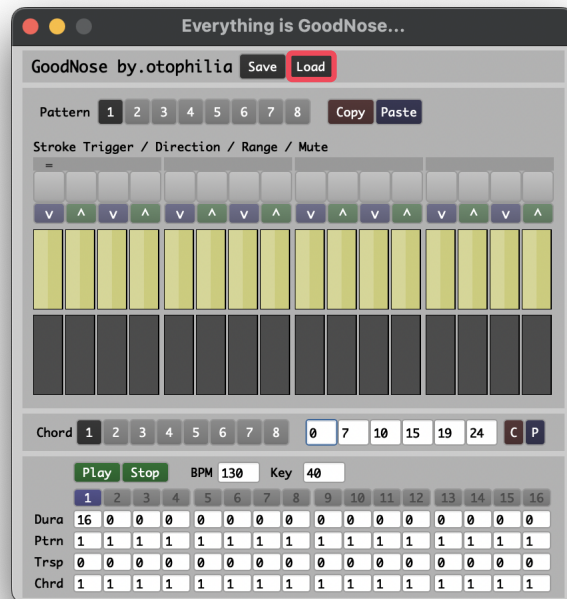 Everything is GoodNose...
GoodNose by.otophilia Save Load
Pattern 1 2 3 4 5 6 7 8 Copy Paste
Stroke Trigger / Direction / Range / Mute
=
v ^ v ^ v ^ v ^ v ^ v ^ v ^ v ^
Chord 1 2 3 4 5 6 7 8 0 7 10 15 19 24 C P
Play Stop BPM 130 Key 40
1 2 3 4 5 6 7 8 9 10 11 12 13 14 15 16
Dura 16 0 0 0 0 0 0 0 0 0 0 0 0 0 0 0
Ptrn 1 1 1 1 1 1 1 1 1 1 1 1 1 1 1 1
Trsp 0 0 0 0 0 0 0 0 0 0 0 0 0 0 0 0
Chrd 1 1 1 1 1 1 1 1 1 1 1 1 1 1 1 1